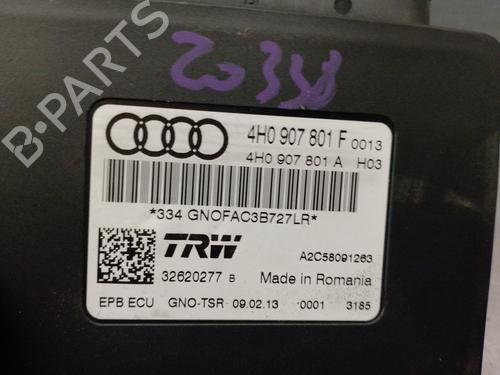 4H0 907 801 F 0013
4H0 907 801 A H03
*334 GNOFAC3B727LR*
TRW
A2C58091263
32620277 B Made in Romania
EPB ECU GNO-TSR 09.02.13 0001 3185
B-PARTS